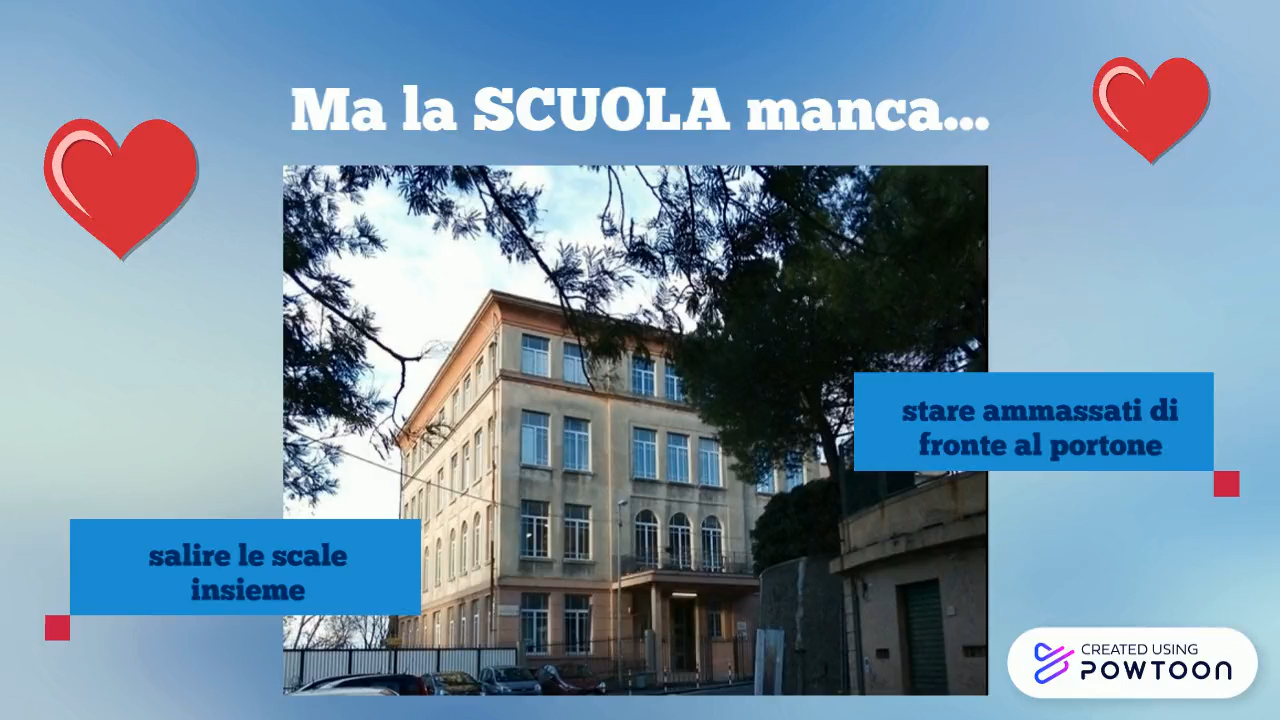 Ma la SCUOLA manca...
stare ammassati di
fronte al portone
salire le scale
insieme
CREATED USING
POWTOON